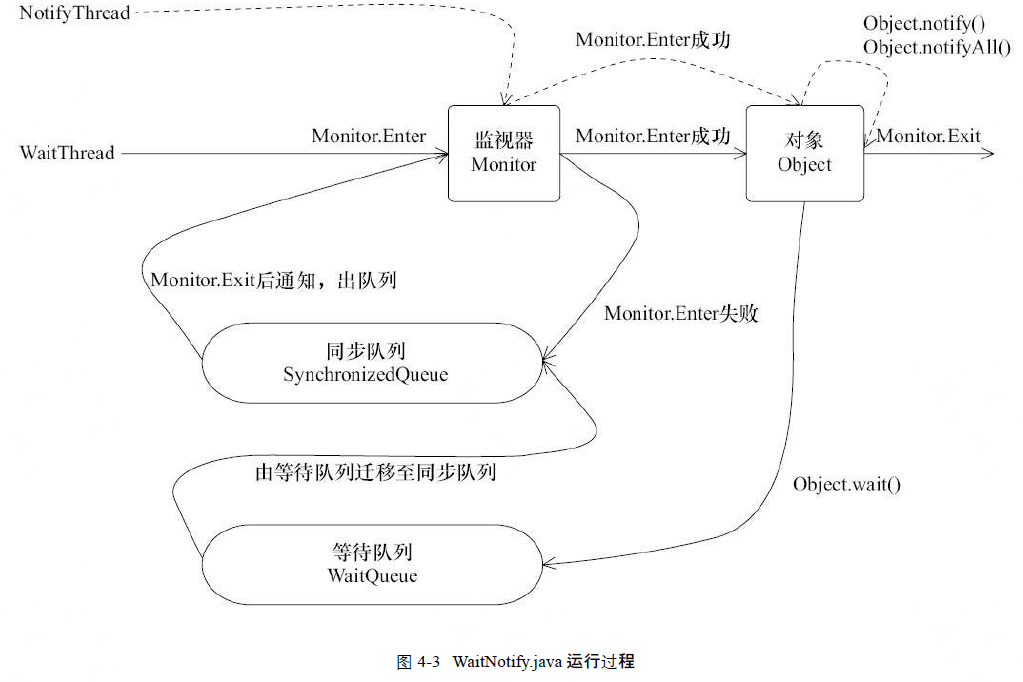 NotifyThread
Object.notify()
Object.notifyAll()
Monitor.Enter成功
WaitThread
Monitor.Enter
监视器
Monitor
Monitor.Enter成功
对象
Object
Monitor.Exit
Monitor.Exit后通知，出队列
Monitor.Enter失败
同步队列
SynchronizedQueue
由等待队列迁移至同步队列
Object.wait()
等待队列
WaitQueue
图 4-3 WaitNotify.java 运行过程